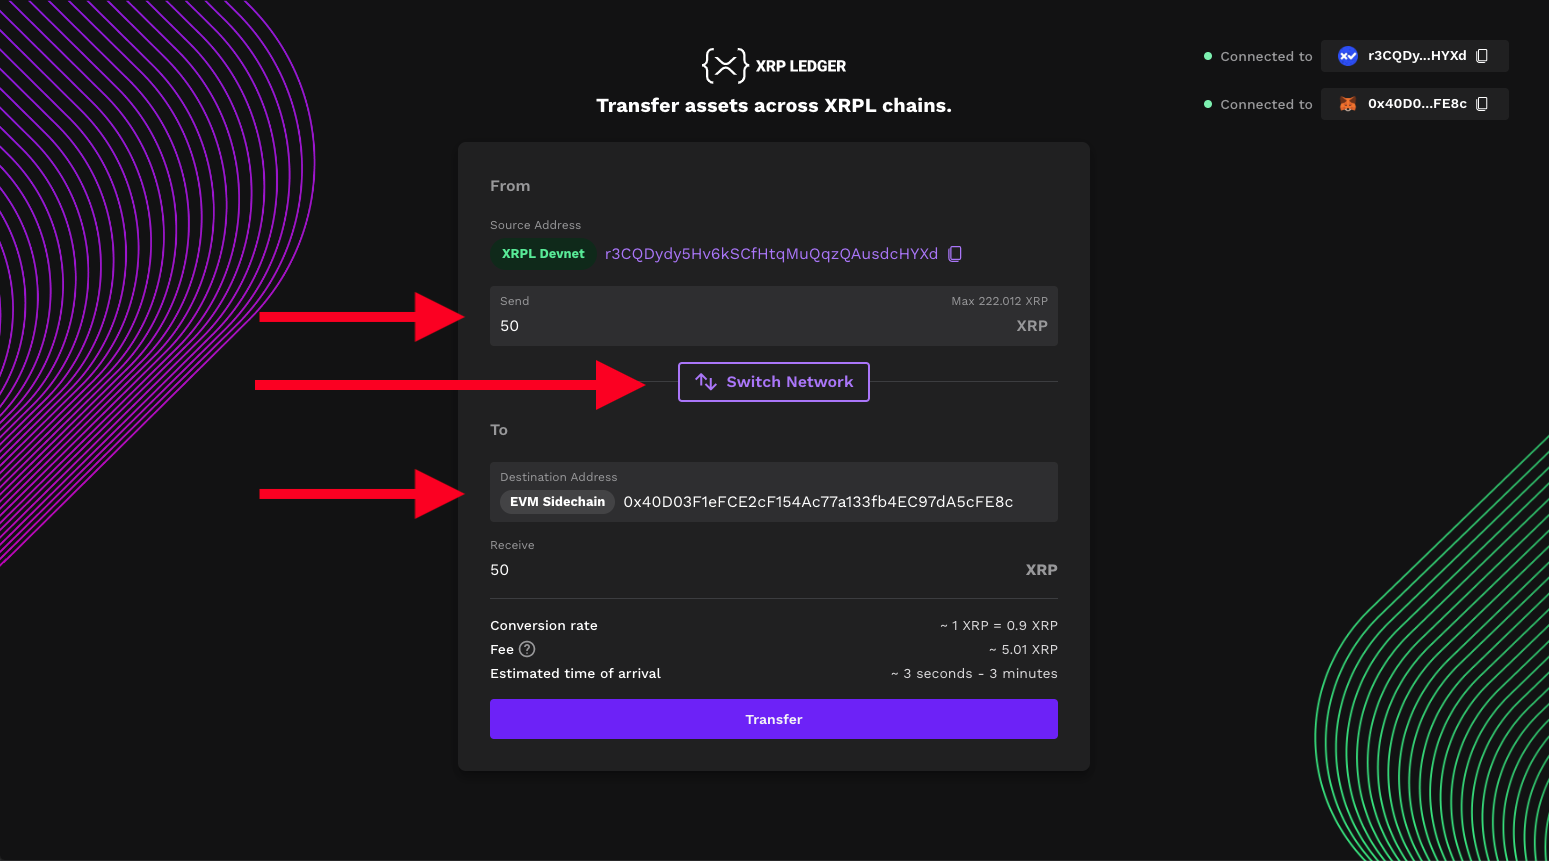 XRP LEDGER
Transfer assets across XRPL chains.
Connected to r3CQDy...HYXd
Connected to 0x40D0...FE8c
From
Source Address
XRPL Devnet r3CQDydy5Hv6kSCfHtqMuQqzQAusdcHYXd
Send Max 222.012 XRP
50 XRP
Switch Network
To
Destination Address
EVM Sidechain 0x40D03F1eFCE2cF154Ac77a133fb4EC97dA5cFE8c
Receive
50 XRP
Conversion rate ~ 1 XRP = 0.9 XRP
Fee ? ~ 5.01 XRP
Estimated time of arrival ~ 3 seconds - 3 minutes
Transfer